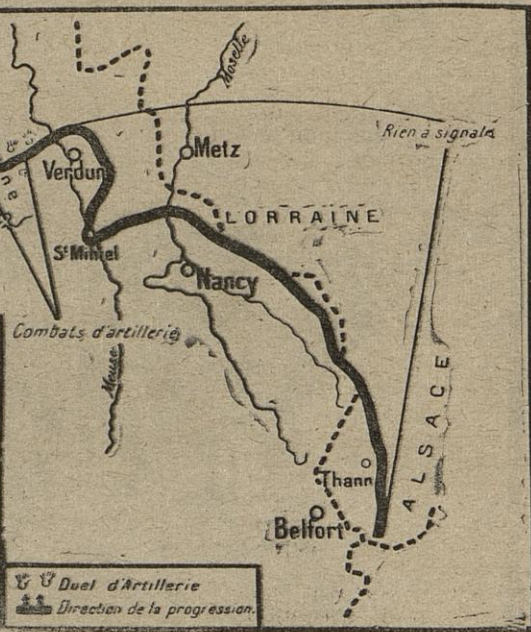 Moselle
Rien à signaler
Metz
Verdun
LORRAINE
St Mihiel
Nancy
Combats d'artillerie
Meuse
ALSACE
Thann
Belfort
Duel d'Artillerie
Direction de la progression.